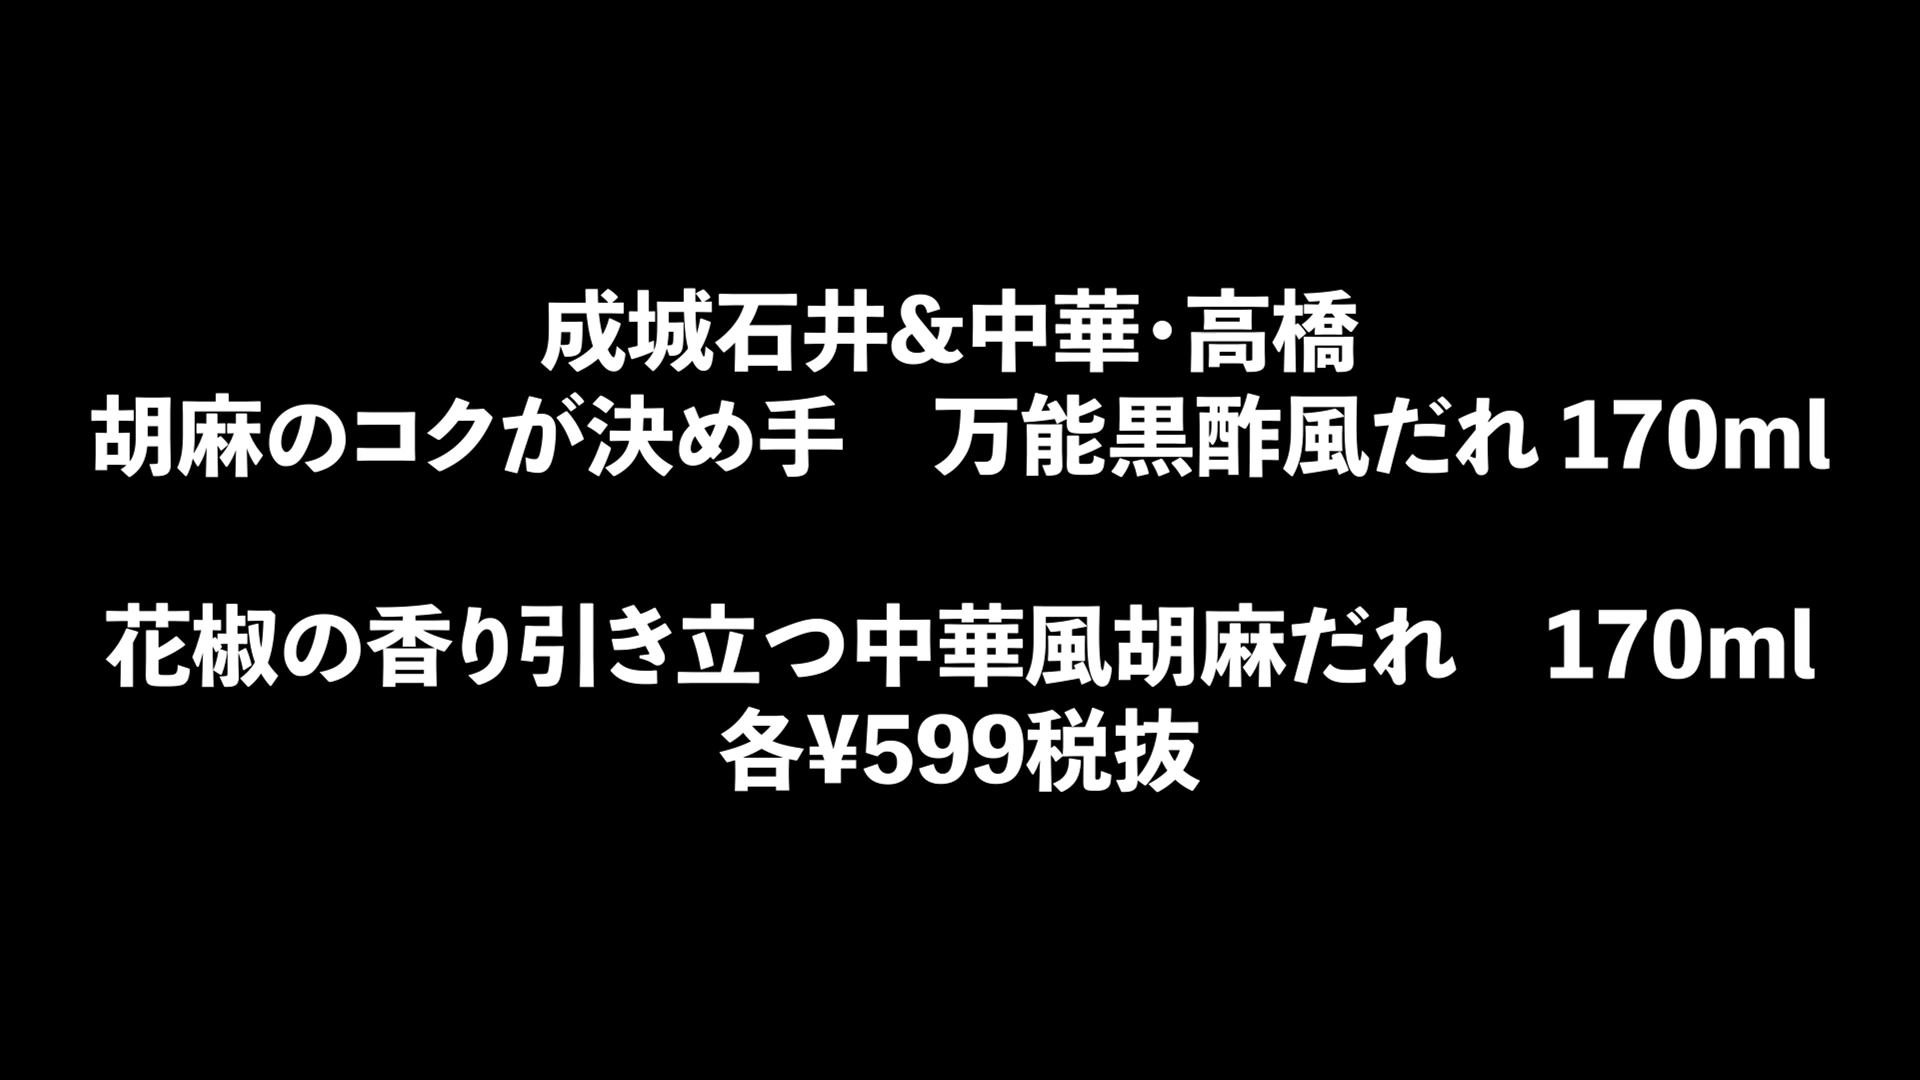 成城石井&中華・高橋
胡麻のコクが決め手　万能黒酢風だれ 170ml
花椒の香り引き立つ中華風胡麻だれ　170ml
各¥599税抜